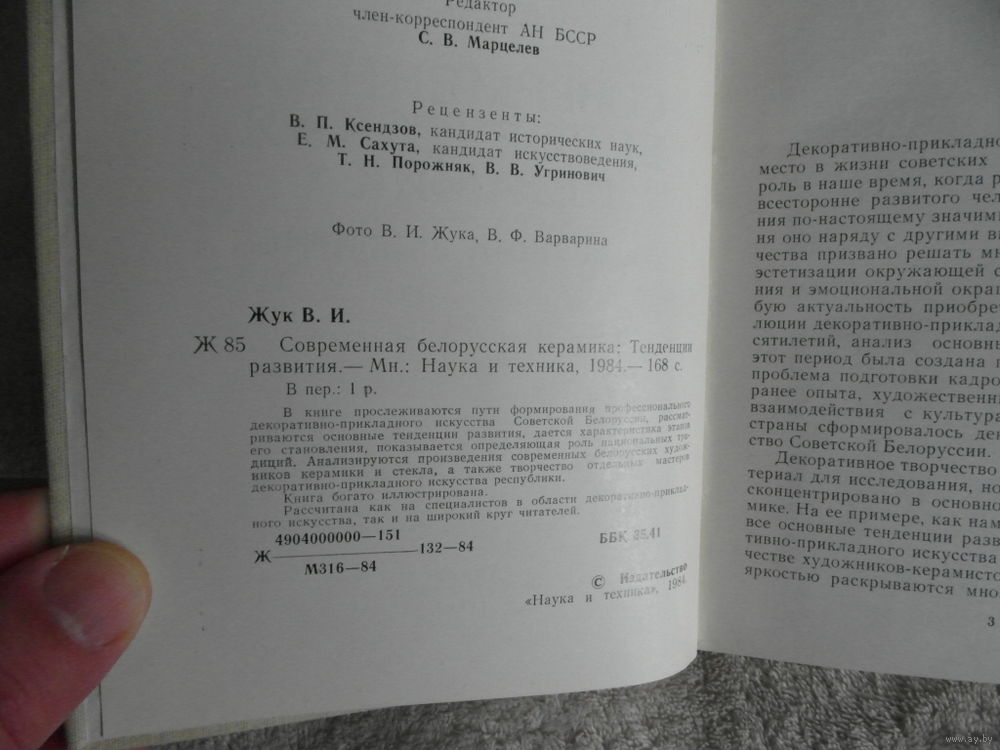 Редактор
член-корреспондент АН БССР
С. В. Марцелев
Рецензенты:
В. П. Ксендзов, кандидат исторических наук,
Е. М. Сахута, кандидат искусствоведения,
Т. Н. Порожняк, В. В. Угринович
Фото В. И. Жука, В. Ф. Варварина
Жук В. И.
Ж 85 Современная белорусская керамика: Тенденции
развития.— Мн.: Наука и техника, 1984.— 168 с.
В пер.: 1 р.
В книге прослеживаются пути формирования профессионального
декоративно-прикладного искусства Советской Белоруссии, рассмат-
риваются основные тенденции развития, дается характеристика этапов
его становления, показывается определяющая роль национальных тра-
диций. Анализируются произведения современных белорусских худож-
ников керамики и стекла, а также творчество отдельных мастеров
декоративно-прикладного искусства республики.
Книга богато иллюстрирована.
Рассчитана как на специалистов в области декоративно-приклад-
ного искусства, так и на широкий круг читателей.
4904000000—151
Ж 132—84
М316—84
ББК 85.41
© Издательство
«Наука и техника», 1984.
Декоративно-прикладно
место в жизни советских
роль в наше время, когда р
всесторонне развитого чел
ния по-настоящему значим
ня оно наряду с другими в
чества призвано решать мн
эстетизации окружающей с
ния и эмоциональной окра
бую актуальность приобре
люции декоративно-прикла
сятилетий, анализ основн
этот период была создана
проблема подготовки кадро
ранее опыта, художественн
взаимодействия с культура
страны сформировалось де
ство Советской Белоруссии.
Декоративное творчество
териал для исследования, но
сконцентрировано в основно
мике. На ее примере, как нам
все основные тенденции разв
тивно-прикладного искусства
честве художников-керамисто
яркостью раскрываются мно
3
www.ay.by